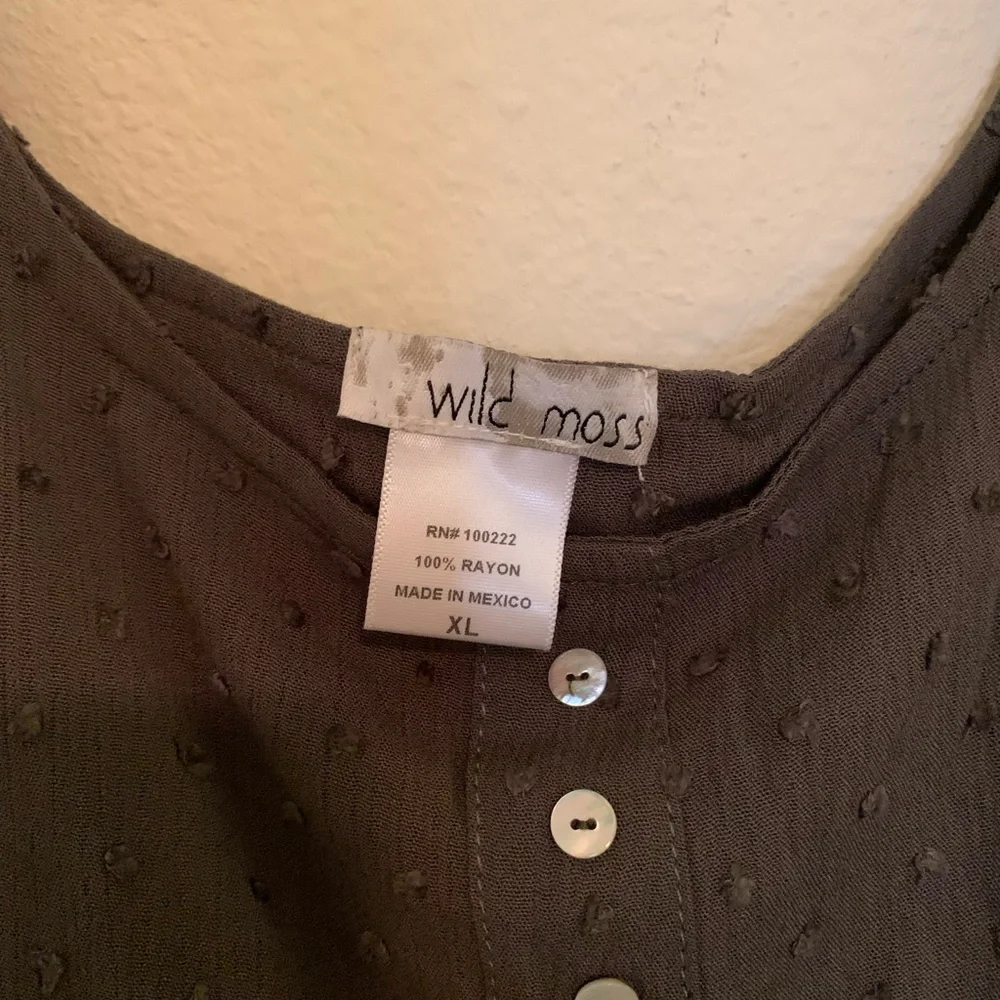 wild moss
RN# 100222
100% RAYON
MADE IN MEXICO
XL